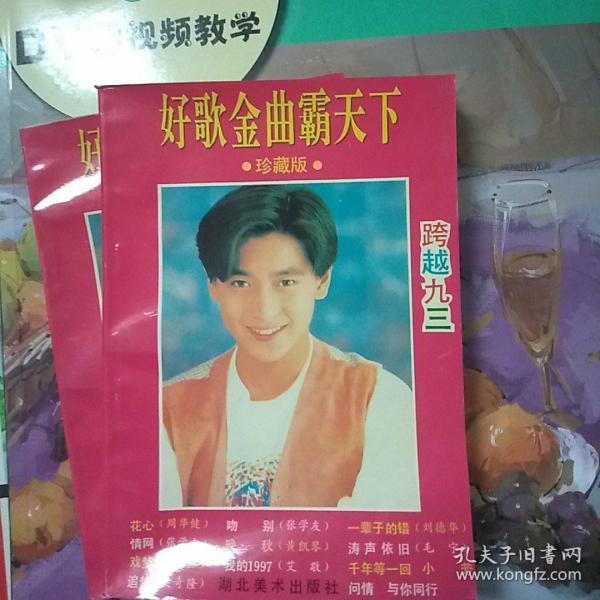 视频教学
好歌金曲霸天下
•珍藏版•
跨越九三
花心(周华健) 吻 别(张学友) 一辈子的错(刘德华)
情网 秋(黄凯琴) 涛声依旧(毛
我的1997(艾敬) 千年等一回 小
隆) 湖北美术出版社 问情 与你同行
好
孔夫子旧书网
www.kongfz.com